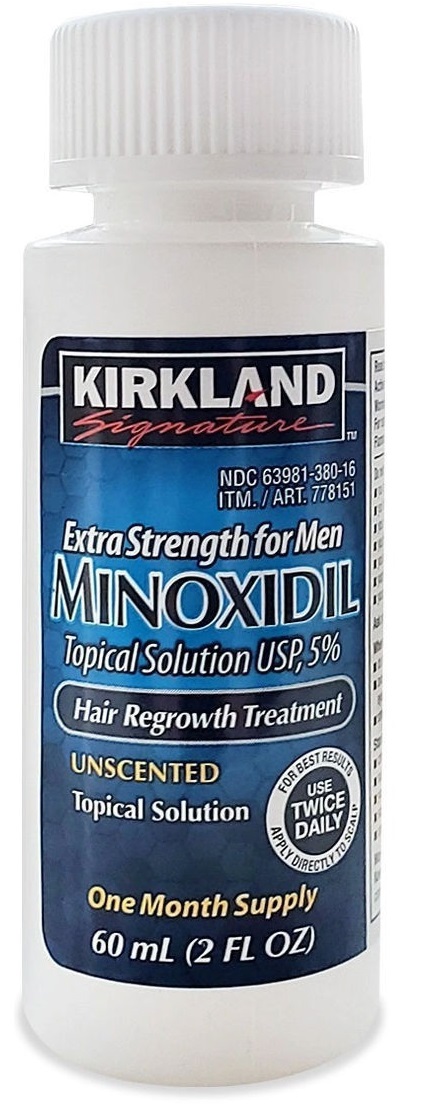 KIRKLAND
Signature™
NDC 63981-380-16
ITM. / ART. 778151
Extra Strength for Men
MINOXIDIL
Topical Solution USP, 5%
Hair Regrowth Treatment
UNSCENTED
Topical Solution
FOR BEST RESULTS
USE
TWICE
DAILY
APPLY DIRECTLY TO SCALP
One Month Supply
60 mL (2 FL OZ)